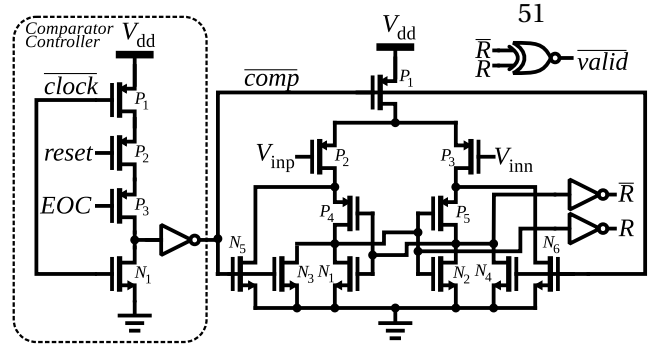 51
Comparator
Controller
Vdd
clock
P1
reset
P2
EOC
P3
N1
comp
Vdd
P1
R̅
R
valid
Vinp
P2
P3
Vinn
P4
P5
R̅
R
N5
N3
N1
N2
N4
N6